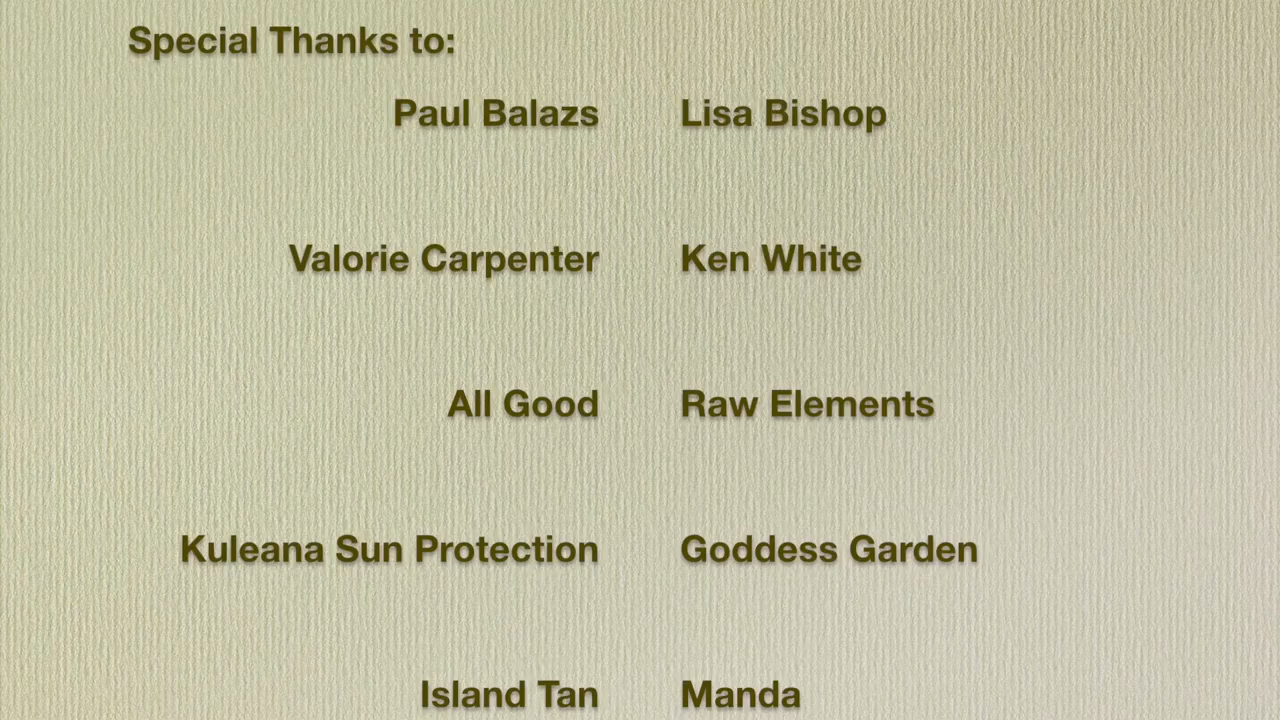 Special Thanks to:
Paul Balazs Lisa Bishop
Valorie Carpenter Ken White
All Good Raw Elements
Kuleana Sun Protection Goddess Garden
Island Tan Manda